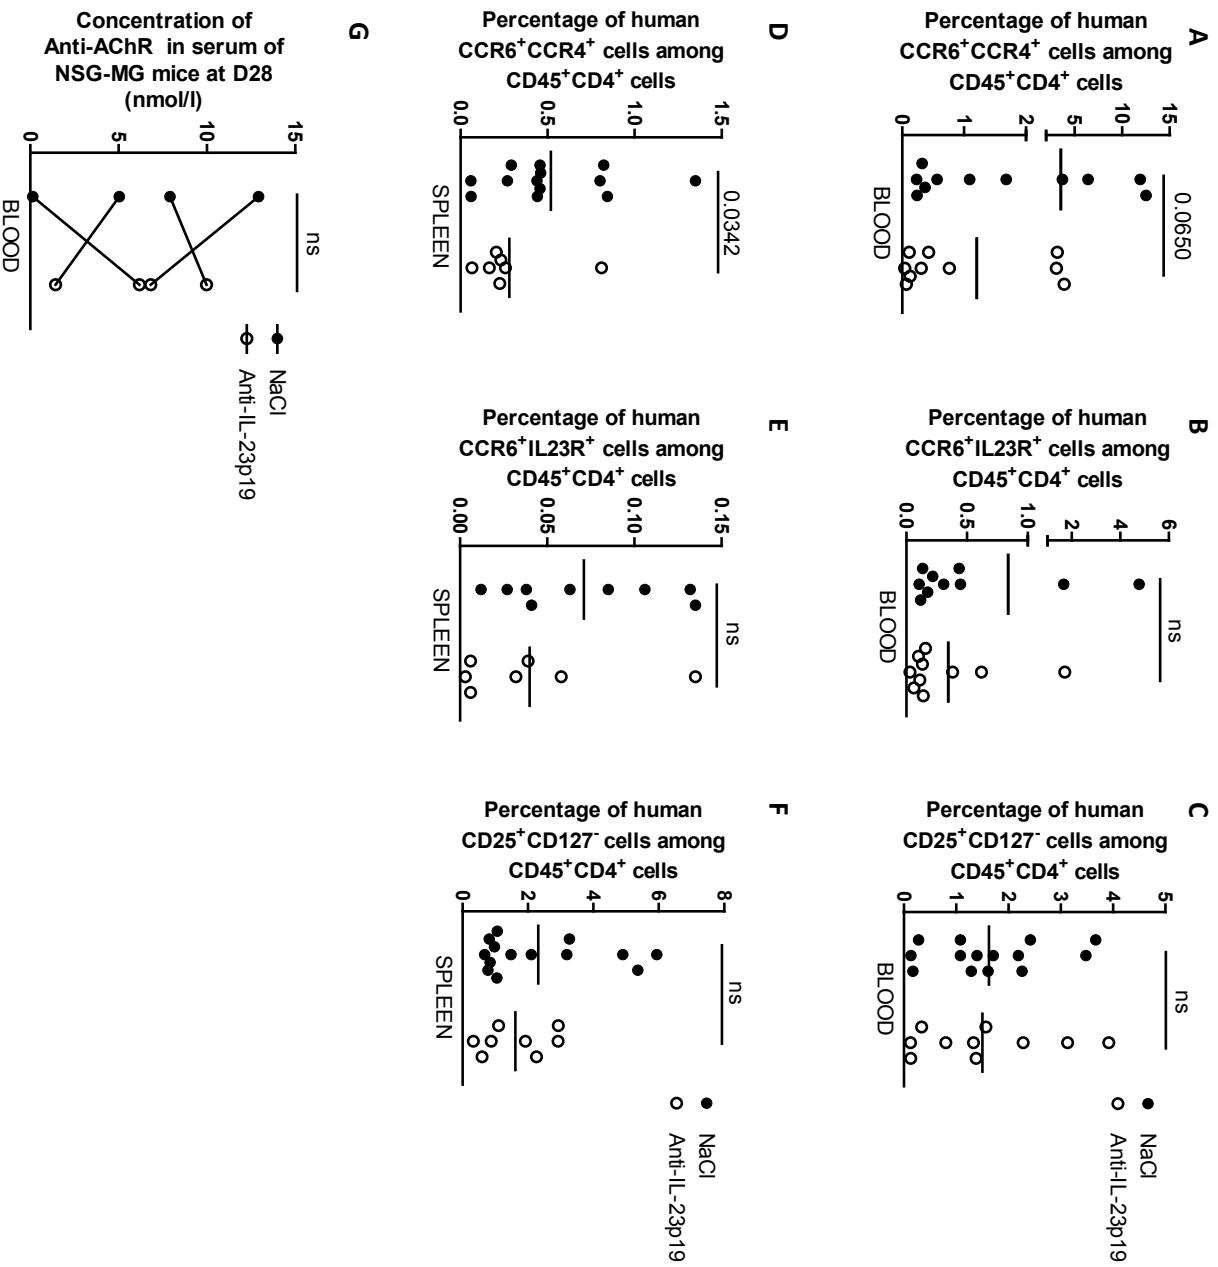 A
Percentage of human
CCR6+CCR4+ cells among
CD45+CD4+ cells
15
10
5
2
1
0
0.0650
BLOOD
B
Percentage of human
CCR6+IL23R+ cells among
CD45+CD4+ cells
6
4
2
1.0
0.5
0.0
ns
BLOOD
C
Percentage of human
CD25+CD127- cells among
CD45+CD4+ cells
5
4
3
2
1
0
ns
BLOOD
NaCl
Anti-IL-23p19
D
Percentage of human
CCR6+CCR4+ cells among
CD45+CD4+ cells
1.5
1.0
0.5
0.0
0.0342
SPLEEN
E
Percentage of human
CCR6+IL23R+ cells among
CD45+CD4+ cells
0.15
0.10
0.05
0.00
ns
SPLEEN
F
Percentage of human
CD25+CD127- cells among
CD45+CD4+ cells
8
6
4
2
0
ns
SPLEEN
NaCl
Anti-IL-23p19
G
Concentration of
Anti-AChR in serum of
NSG-MG mice at D28
(nmol/l)
15
10
5
0
ns
BLOOD
NaCl
Anti-IL-23p19